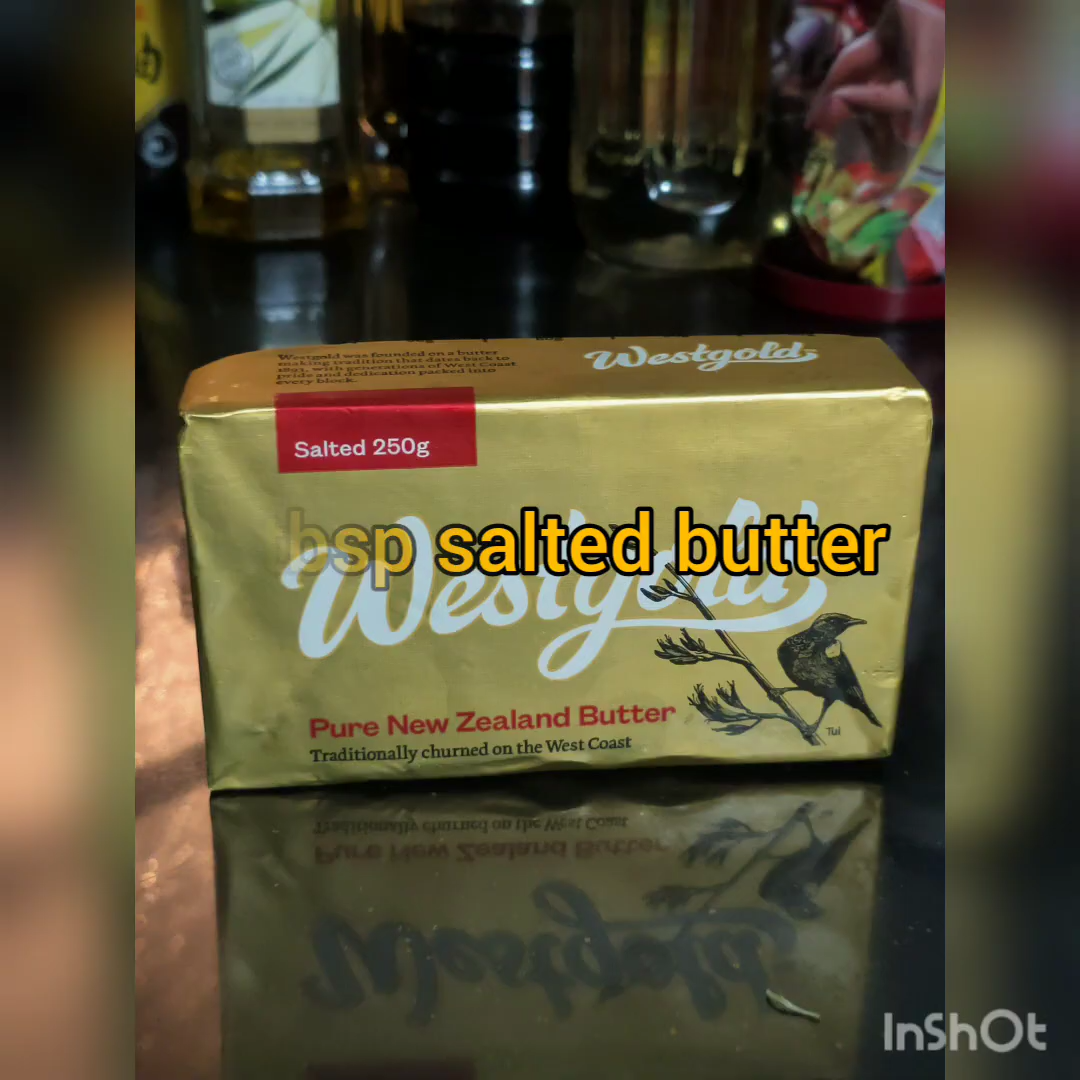 Westgold was founded on a butter
making tradition that dates back to
1893, with generations of West Coast
pride and dedication packed into
every block.
Westgold
Salted 250g
bsp salted butter
Westgold
Tui
Pure New Zealand Butter
Traditionally churned on the West Coast
InShOt